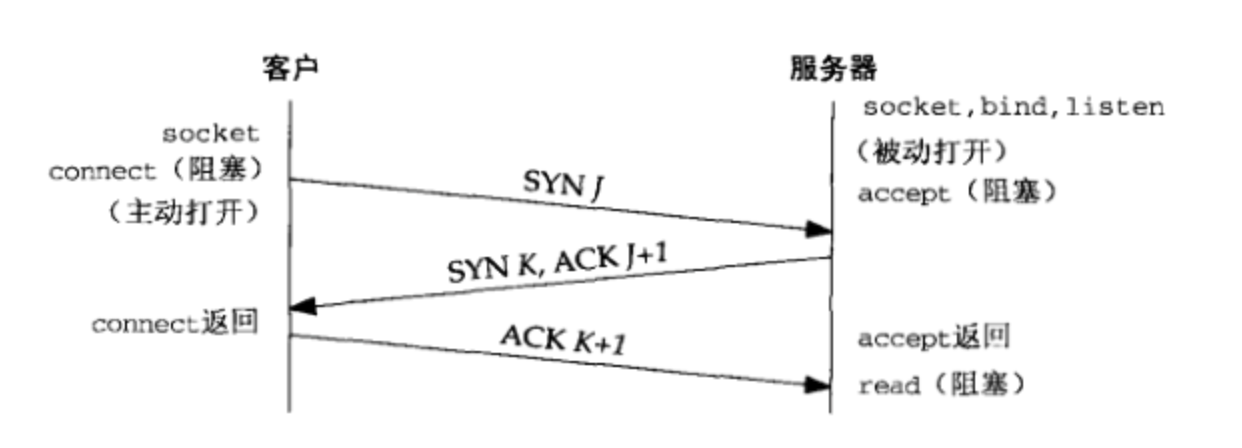 客户
服务器
socket
connect（阻塞）
（主动打开）
socket,bind,listen
（被动打开）
accept（阻塞）
SYN J
SYN K, ACK J+1
connect返回
ACK K+1
accept返回
read（阻塞）